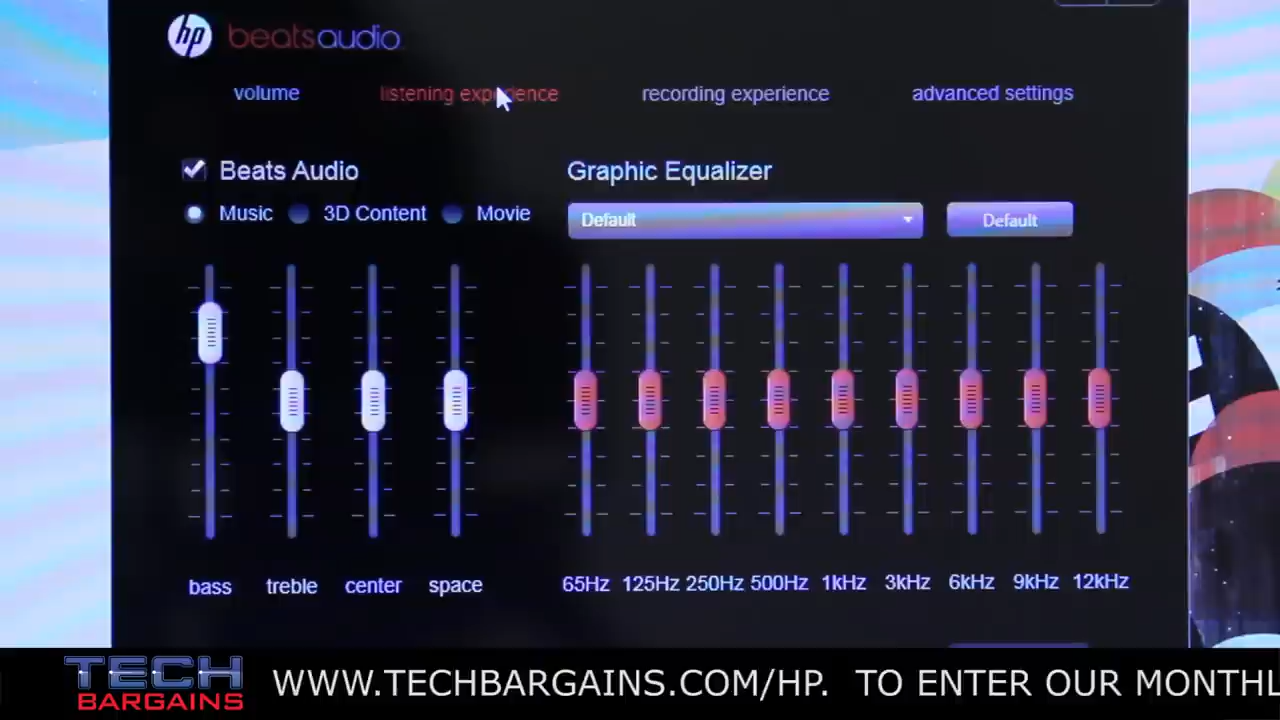 hp beatsaudio
volume listening experience recording experience advanced settings
Beats Audio
Graphic Equalizer
Music 3D Content Movie
Default Default
bass treble center space
65Hz 125Hz 250Hz 500Hz 1kHz 3kHz 6kHz 9kHz 12kHz
TECH
BARGAINS
WWW.TECHBARGAINS.COM/HP. TO ENTER OUR MONTHL